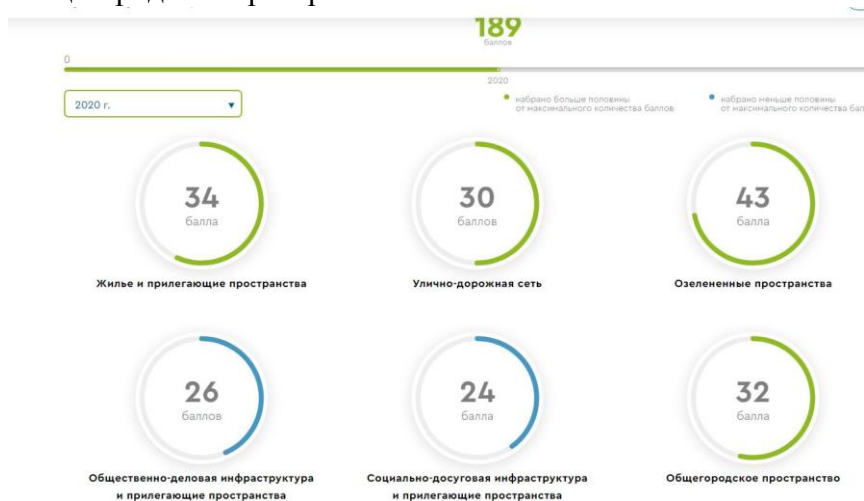 189
баллов
0
2020
2020 г.
набрано больше половины
от максимального количества баллов
набрано меньше половины
от максимального количества
34
балла
Жилье и прилегающие пространства
30
баллов
Улично-дорожная сеть
43
балла
Озелененные пространства
26
баллов
Общественно-деловая инфраструктура
и прилегающие пространства
24
балла
Социально-досуговая инфраструктура
и прилегающие пространства
32
балла
Общегородское пространство